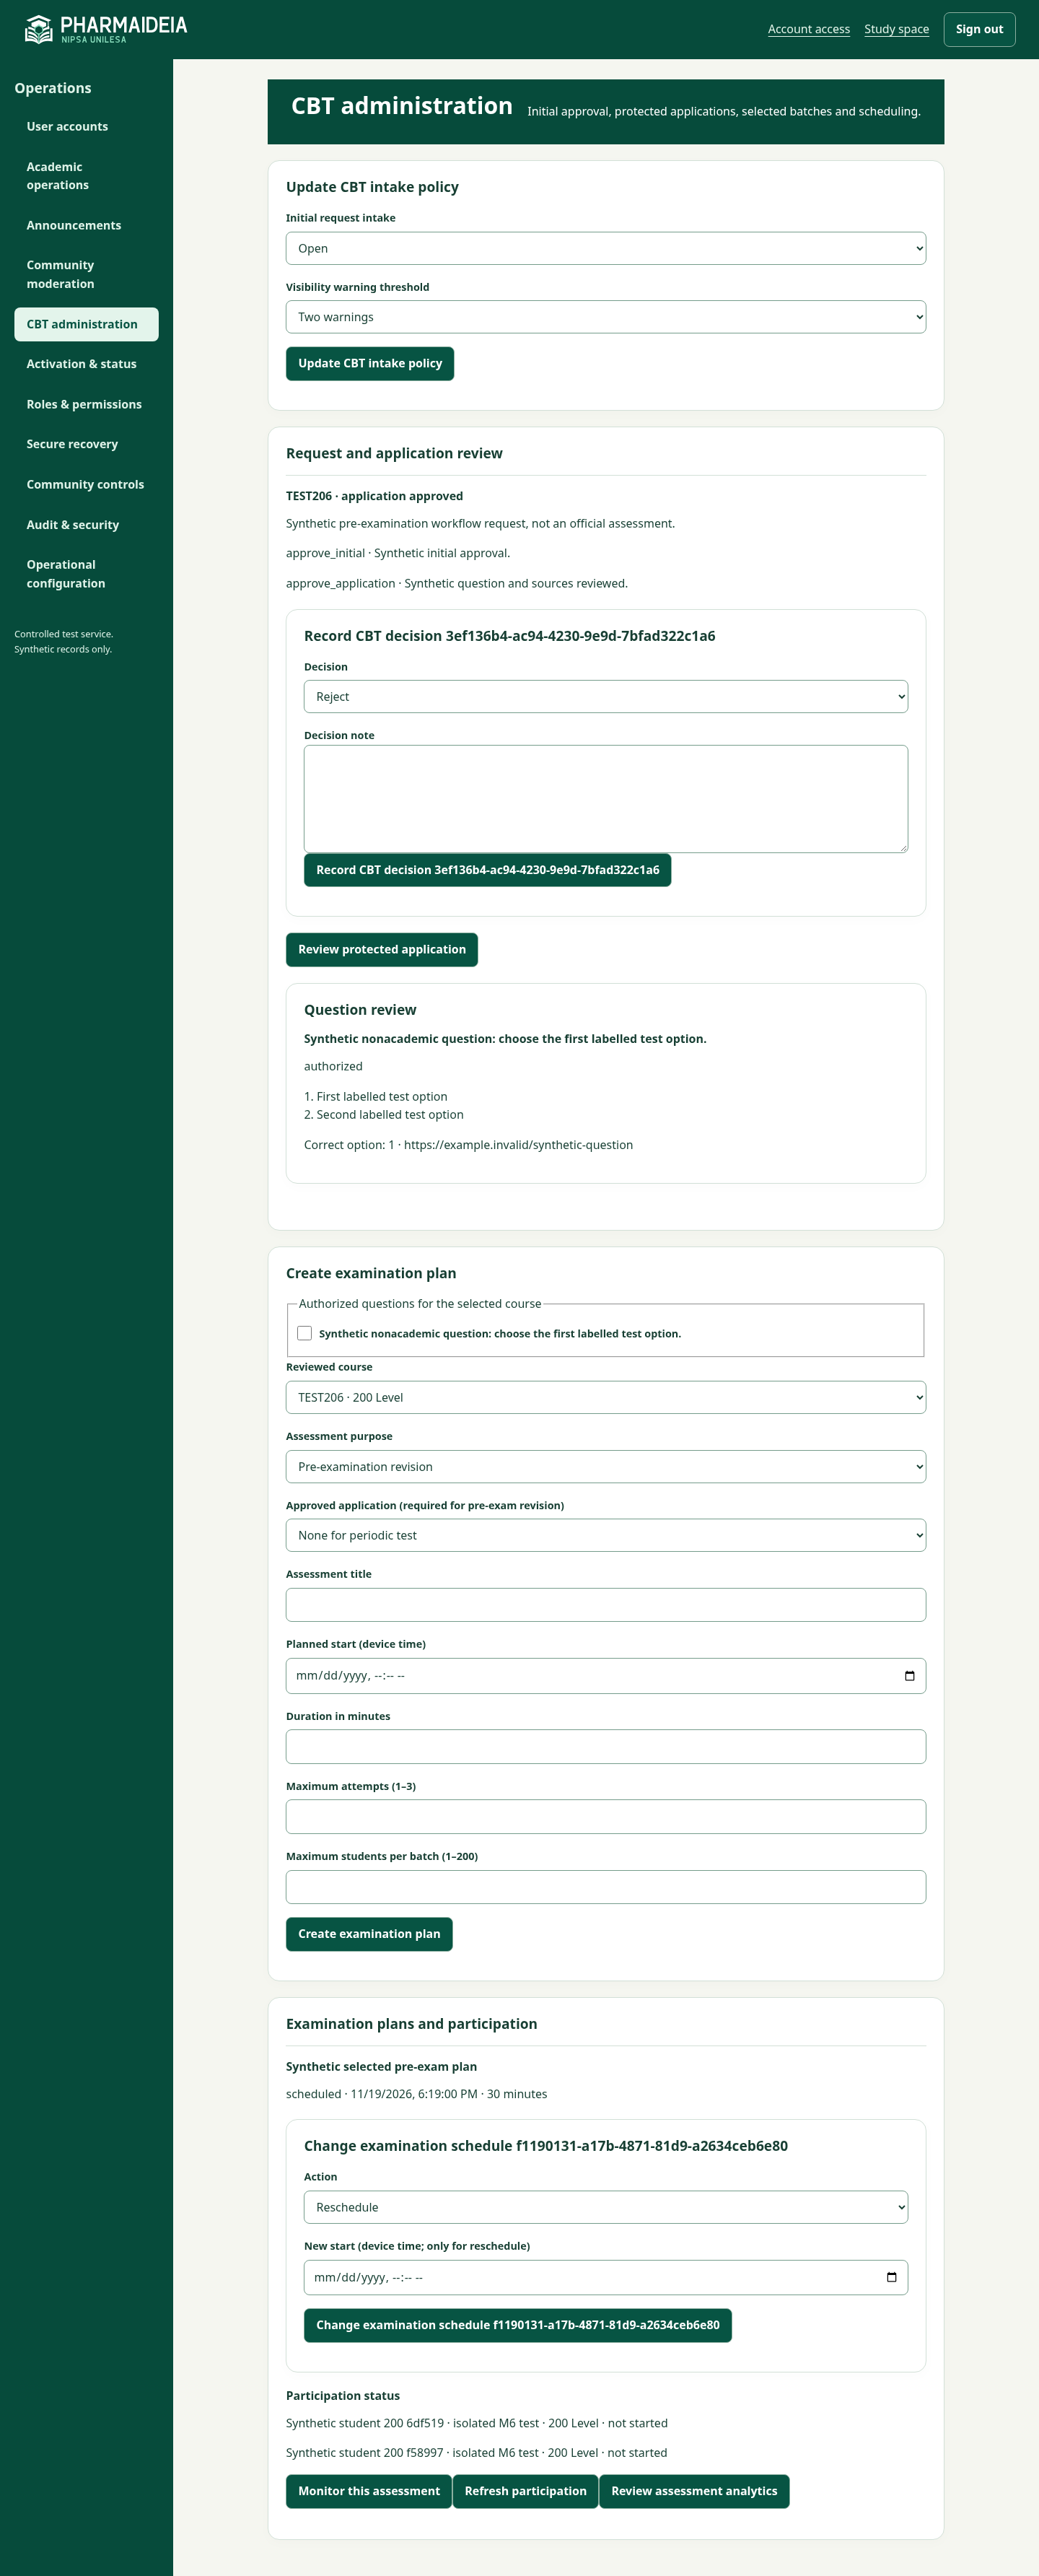 PHARMAIDEIA
NIPSA UNILESA
Account access
Study space
Sign out
Operations
User accounts
Academic
operations
Announcements
Community
moderation
CBT administration
Activation & status
Roles & permissions
Secure recovery
Community controls
Audit & security
Operational
configuration
Controlled test service.
Synthetic records only.
CBT administration
Initial approval, protected applications, selected batches and scheduling.
Update CBT intake policy
Initial request intake
Open
Visibility warning threshold
Two warnings
Update CBT intake policy
Request and application review
TEST206 · application approved
Synthetic pre-examination workflow request, not an official assessment.
approve_initial · Synthetic initial approval.
approve_application · Synthetic question and sources reviewed.
Record CBT decision 3ef136b4-ac94-4230-9e9d-7bfad322c1a6
Decision
Reject
Decision note
Record CBT decision 3ef136b4-ac94-4230-9e9d-7bfad322c1a6
Review protected application
Question review
Synthetic nonacademic question: choose the first labelled test option.
authorized
1. First labelled test option
2. Second labelled test option
Correct option: 1 · https://example.invalid/synthetic-question
Create examination plan
Authorized questions for the selected course
Synthetic nonacademic question: choose the first labelled test option.
Reviewed course
TEST206 · 200 Level
Assessment purpose
Pre-examination revision
Approved application (required for pre-exam revision)
None for periodic test
Assessment title
Planned start (device time)
mm/dd/yyyy, --:-- --
Duration in minutes
Maximum attempts (1–3)
Maximum students per batch (1–200)
Create examination plan
Examination plans and participation
Synthetic selected pre-exam plan
scheduled · 11/19/2026, 6:19:00 PM · 30 minutes
Change examination schedule f1190131-a17b-4871-81d9-a2634ceb6e80
Action
Reschedule
New start (device time; only for reschedule)
mm/dd/yyyy, --:-- --
Change examination schedule f1190131-a17b-4871-81d9-a2634ceb6e80
Participation status
Synthetic student 200 6df519 · isolated M6 test · 200 Level · not started
Synthetic student 200 f58997 · isolated M6 test · 200 Level · not started
Monitor this assessment
Refresh participation
Review assessment analytics